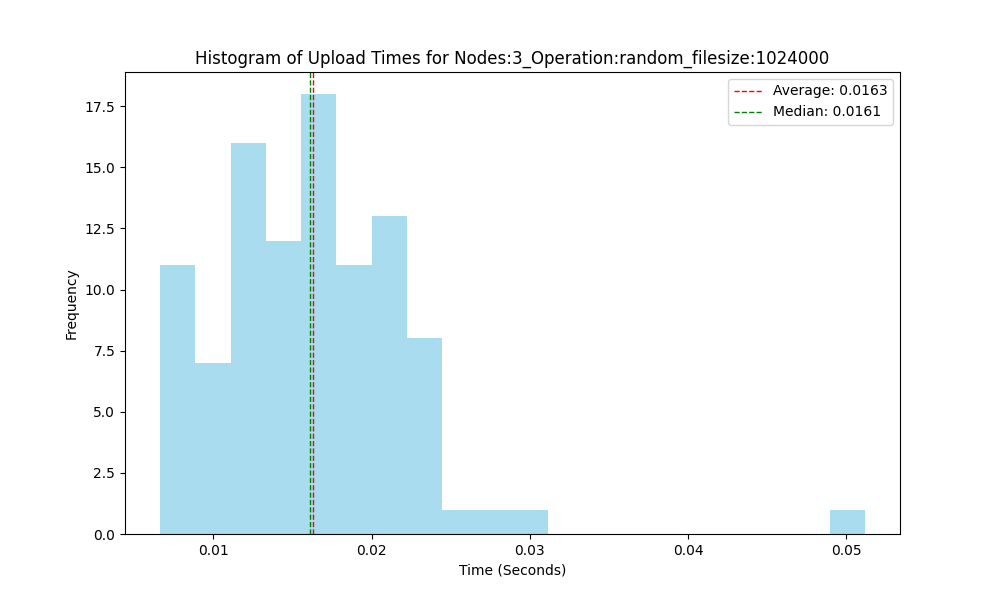 Histogram of Upload Times for Nodes:3_Operation:random_filesize:1024000
Average: 0.0163
Median: 0.0161
17.5
15.0
12.5
10.0
7.5
5.0
2.5
0.0
Frequency
0.01 0.02 0.03 0.04 0.05
Time (Seconds)